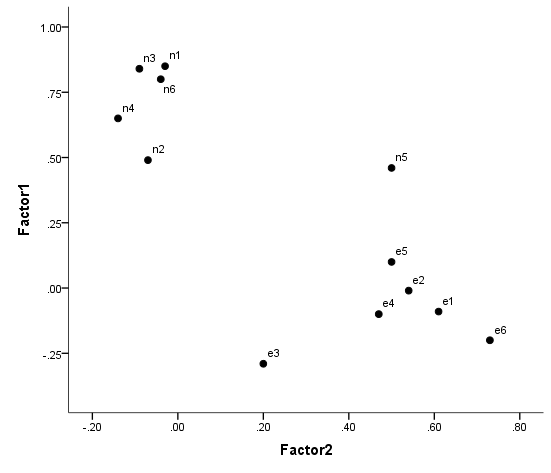 1.00
n3
n1
n6
.75
n4
n2
.50
n5
Factor1
.25
e5
e2
.00
e4
e1
e6
-.25
e3
-.20
.00
.20
.40
.60
.80
Factor2